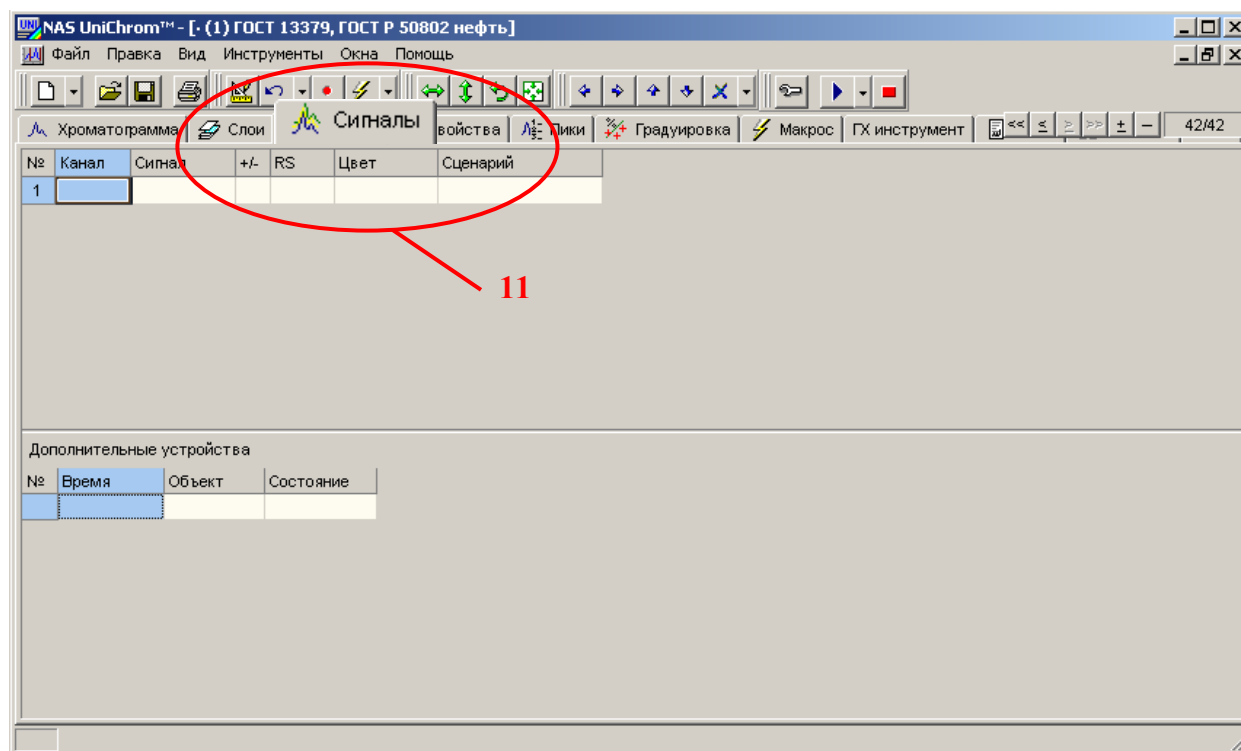 NAS UniChrom™ - [· (1) ГОСТ 13379, ГОСТ Р 50802 нефть]
Файл Правка Вид Инструменты Окна Помощь
Хроматограмма Слои Сигналы войства Пики Градуировка Макрос ГХ инструмент << ≤ ≥ >> ± − 42/42
№ Канал Сигнал +/- RS Цвет Сценарий
1
11
Дополнительные устройства
№ Время Объект Состояние